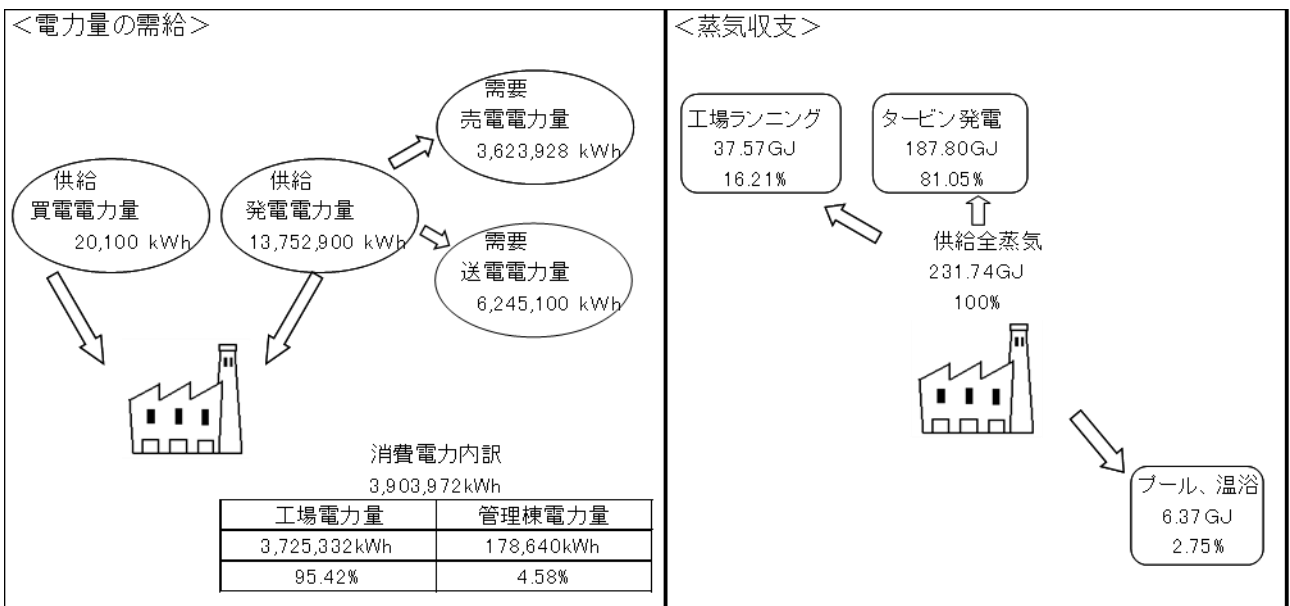 ＜電力量の需給＞
需要
売電電力量
3,623,928 kWh
供給
買電電力量
20,100 kWh
供給
発電電力量
13,752,900 kWh
需要
送電電力量
6,245,100 kWh
消費電力内訳
3,903,972kWh
工場電力量
管理棟電力量
3,725,332kWh
178,640kWh
95.42%
4.58%
＜蒸気収支＞
工場ランニング
37.57GJ
16.21%
タービン発電
187.80GJ
81.05%
供給全蒸気
231.74GJ
100%
プール、温浴
6.37GJ
2.75%